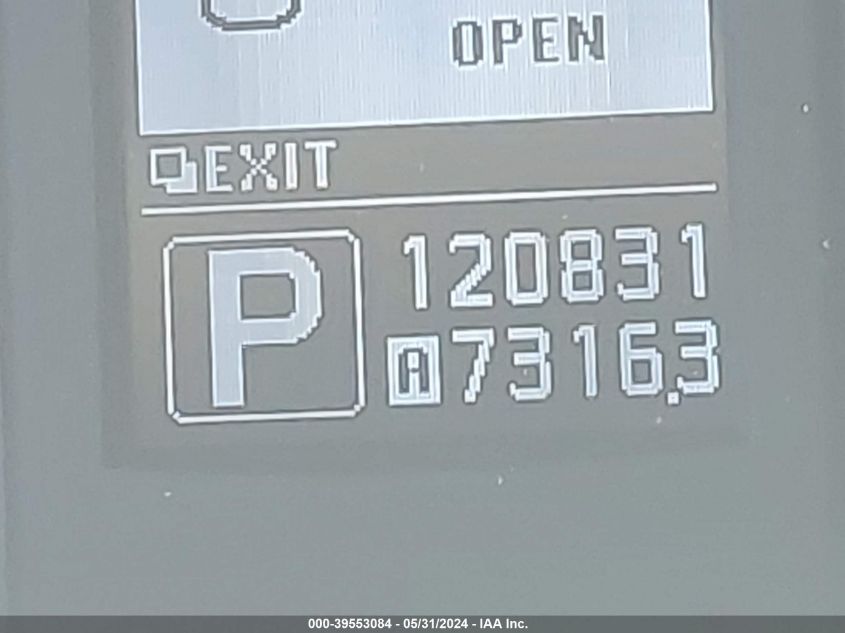 OPEN
EXIT
P
120831
A 7316.3
000-39553084 - 05/31/2024 - IAA Inc.